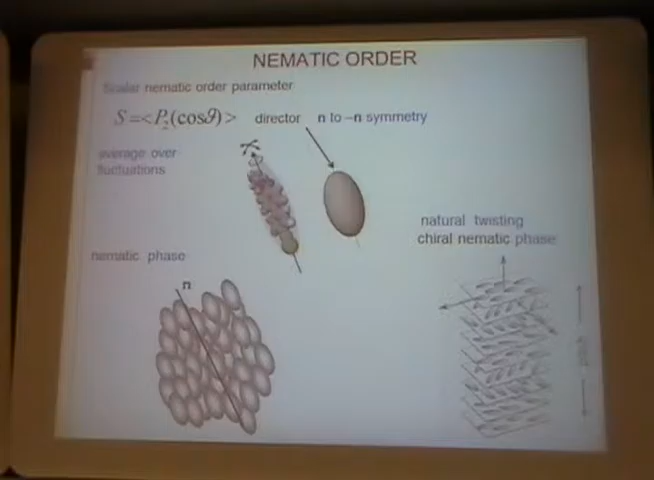 NEMATIC ORDER
Scalar nematic order parameter
S=<P₂(cosϑ)>
director n to –n symmetry
average over
fluctuations
natural twisting
chiral nematic phase
nematic phase
n